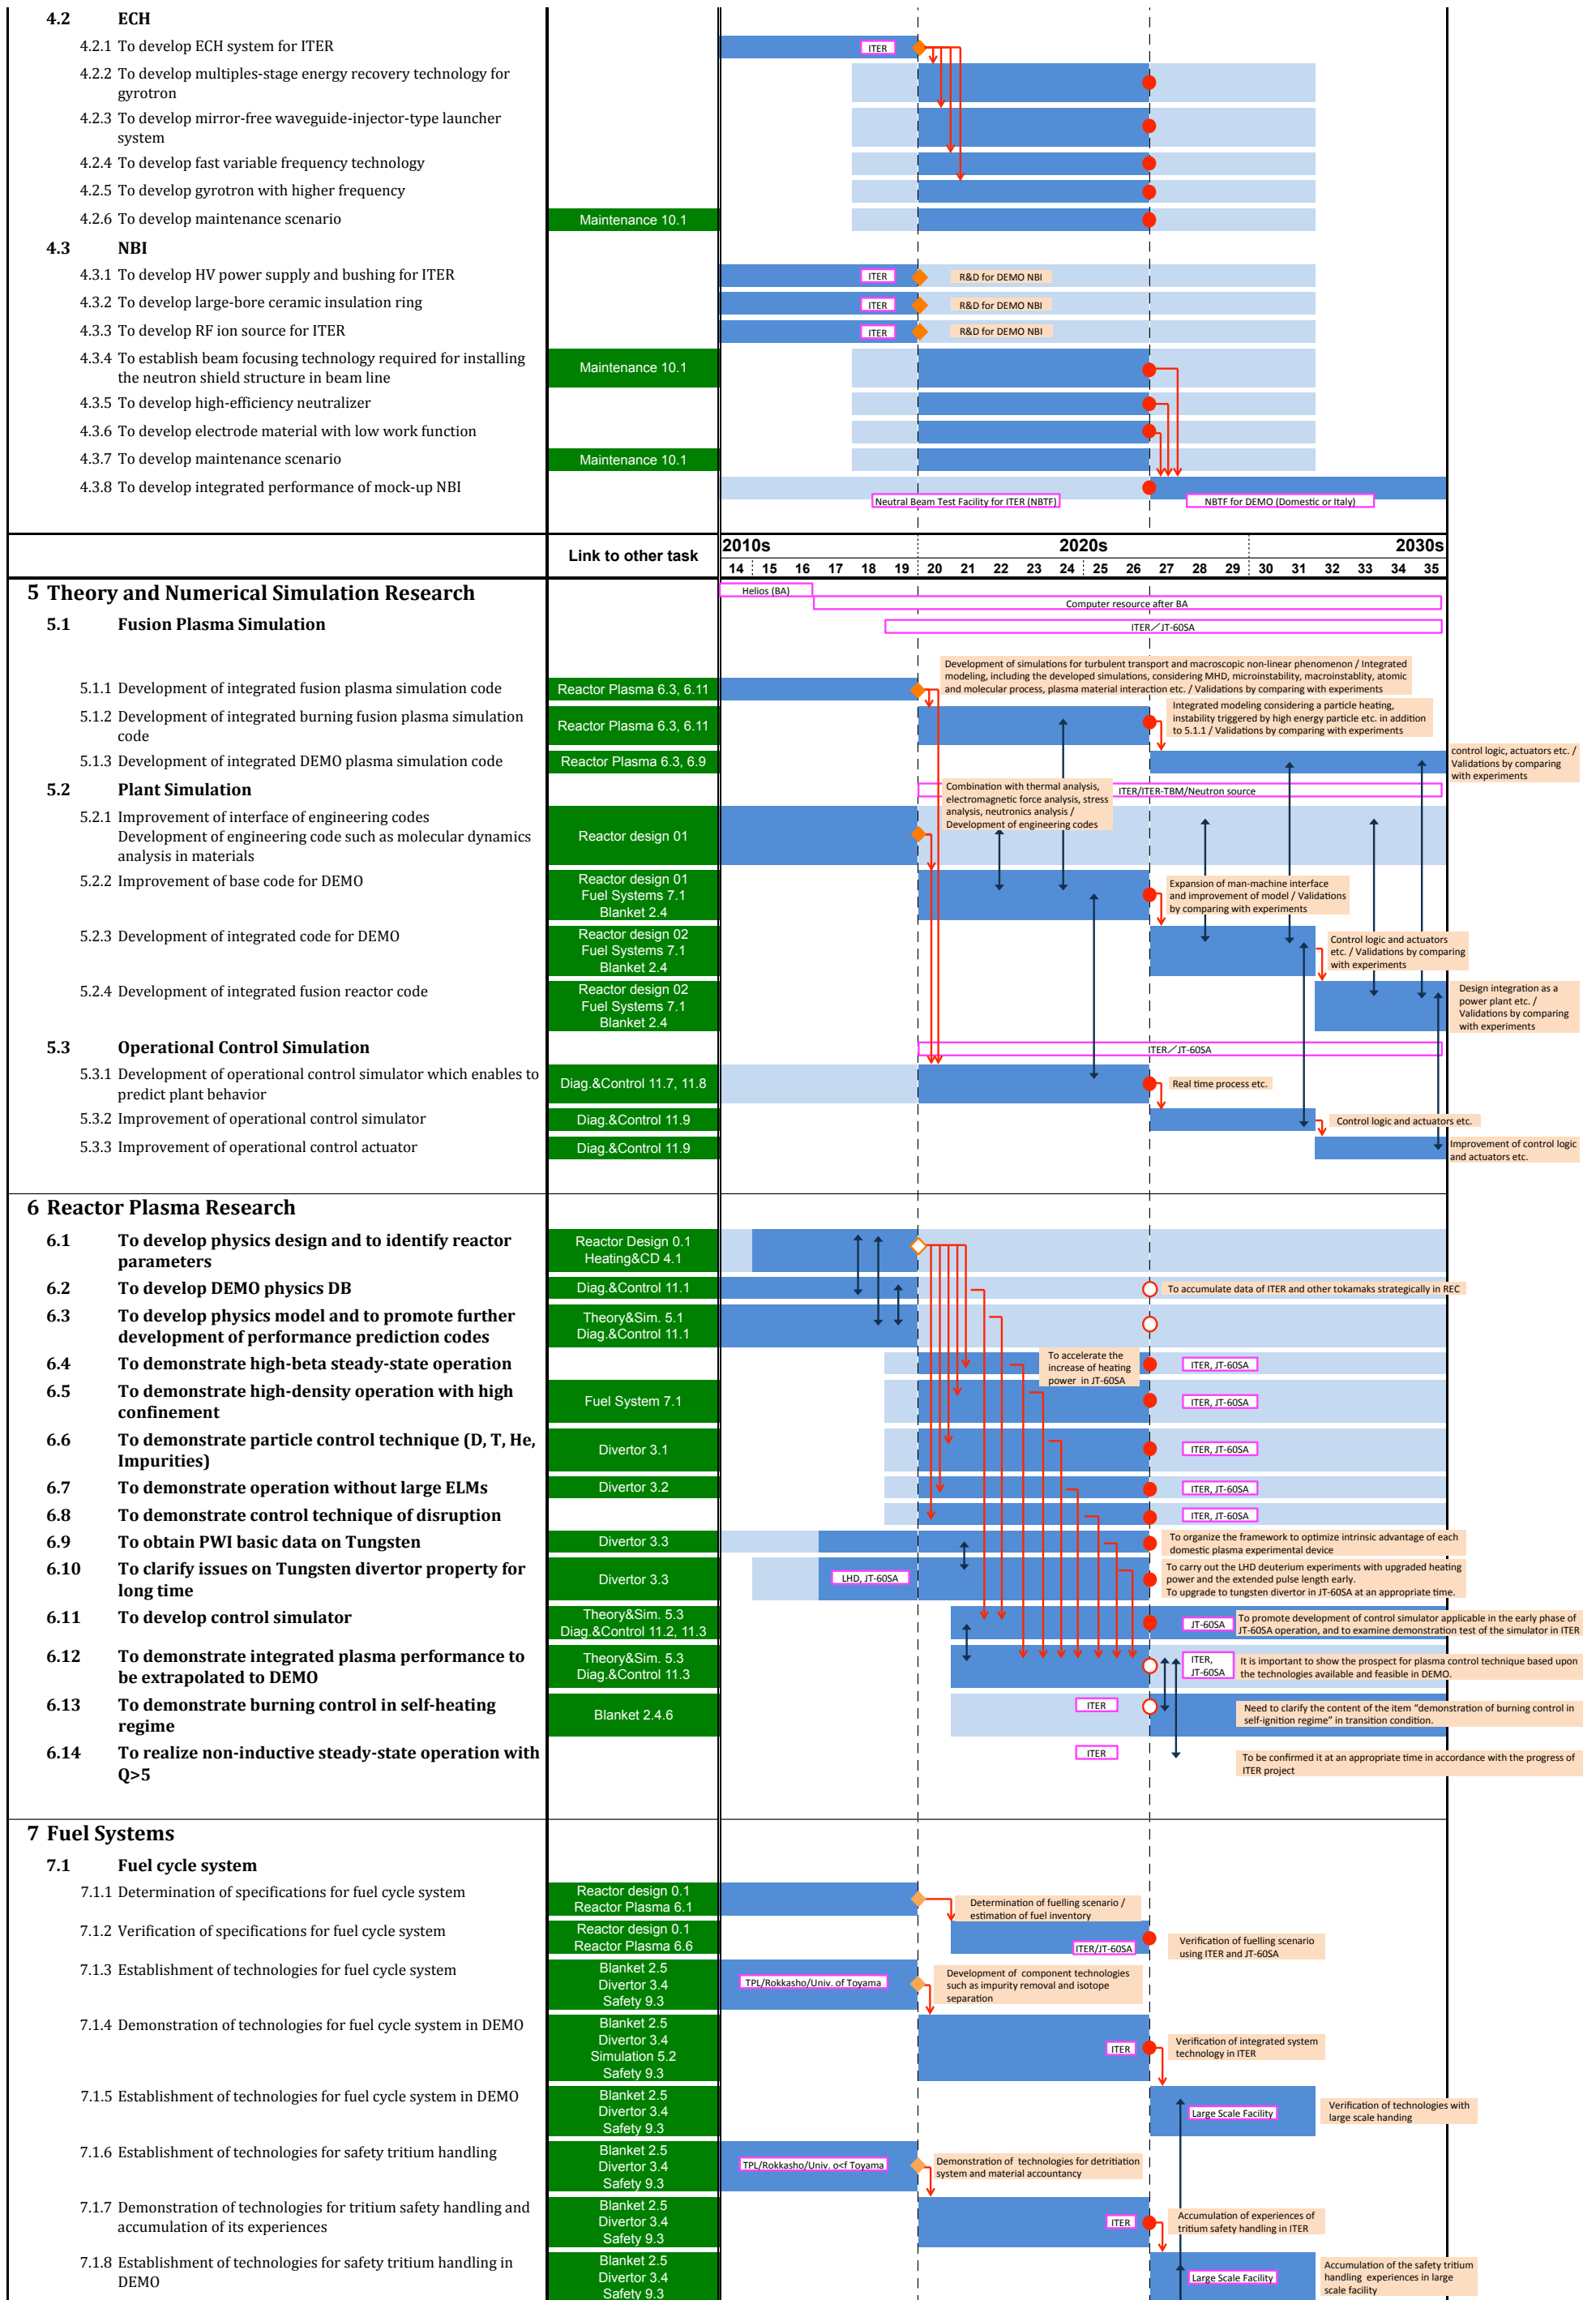 4.2 ECH
4.2.1 To develop ECH system for ITER
ITER
4.2.2 To develop multiples-stage energy recovery technology for
gyrotron
4.2.3 To develop mirror-free waveguide-injector-type launcher
system
4.2.4 To develop fast variable frequency technology
4.2.5 To develop gyrotron with higher frequency
4.2.6 To develop maintenance scenario
Maintenance 10.1
4.3 NBI
4.3.1 To develop HV power supply and bushing for ITER
ITER
R&D for DEMO NBI
4.3.2 To develop large-bore ceramic insulation ring
ITER
R&D for DEMO NBI
4.3.3 To develop RF ion source for ITER
ITER
R&D for DEMO NBI
4.3.4 To establish beam focusing technology required for installing
the neutron shield structure in beam line
Maintenance 10.1
4.3.5 To develop high-efficiency neutralizer
4.3.6 To develop electrode material with low work function
4.3.7 To develop maintenance scenario
Maintenance 10.1
4.3.8 To develop integrated performance of mock-up NBI
Neutral Beam Test Facility for ITER (NBTF)
NBTF for DEMO (Domestic or Italy)
Link to other task
2010s 2020s 2030s
14 15 16 17 18 19 20 21 22 23 24 25 26 27 28 29 30 31 32 33 34 35
5 Theory and Numerical Simulation Research
Helios (BA)
Computer resource after BA
5.1 Fusion Plasma Simulation
ITER／JT-60SA
5.1.1 Development of integrated fusion plasma simulation code
Reactor Plasma 6.3, 6.11
Development of simulations for turbulent transport and macroscopic non-linear phenomenon / Integrated
modeling, including the developed simulations, considering MHD, microinstability, macroinstablity, atomic
and molecular process, plasma material interaction etc. / Validations by comparing with experiments
5.1.2 Development of integrated burning fusion plasma simulation
code
Reactor Plasma 6.3, 6.11
Integrated modeling considering a particle heating,
instability triggered by high energy particle etc. in addition
to 5.1.1 / Validations by comparing with experiments
5.1.3 Development of integrated DEMO plasma simulation code
Reactor Plasma 6.3, 6.9
control logic, actuators etc. /
Validations by comparing
with experiments
5.2 Plant Simulation
ITER/ITER-TBM/Neutron source
Combination with thermal analysis,
electromagnetic force analysis, stress
analysis, neutronics analysis /
Development of engineering codes
5.2.1 Improvement of interface of engineering codes
Development of engineering code such as molecular dynamics
analysis in materials
Reactor design 01
5.2.2 Improvement of base code for DEMO
Reactor design 01
Fuel Systems 7.1
Blanket 2.4
Expansion of man-machine interface
and improvement of model / Validations
by comparing with experiments
5.2.3 Development of integrated code for DEMO
Reactor design 02
Fuel Systems 7.1
Blanket 2.4
Control logic and actuators
etc. / Validations by comparing
with experiments
5.2.4 Development of integrated fusion reactor code
Reactor design 02
Fuel Systems 7.1
Blanket 2.4
Design integration as a
power plant etc. /
Validations by comparing
with experiments
5.3 Operational Control Simulation
ITER／JT-60SA
5.3.1 Development of operational control simulator which enables to
predict plant behavior
Diag.&Control 11.7, 11.8
Real time process etc.
5.3.2 Improvement of operational control simulator
Diag.&Control 11.9
Control logic and actuators etc.
5.3.3 Improvement of operational control actuator
Diag.&Control 11.9
Improvement of control logic
and actuators etc.
6 Reactor Plasma Research
6.1 To develop physics design and to identify reactor
parameters
Reactor Design 0.1
Heating&CD 4.1
6.2 To develop DEMO physics DB
Diag.&Control 11.1
To accumulate data of ITER and other tokamaks strategically in REC
6.3 To develop physics model and to promote further
development of performance prediction codes
Theory&Sim. 5.1
Diag.&Control 11.1
6.4 To demonstrate high-beta steady-state operation
To accelerate the
increase of heating
power in JT-60SA
ITER, JT-60SA
6.5 To demonstrate high-density operation with high
confinement
Fuel System 7.1
ITER, JT-60SA
6.6 To demonstrate particle control technique (D, T, He,
Impurities)
Divertor 3.1
ITER, JT-60SA
6.7 To demonstrate operation without large ELMs
Divertor 3.2
ITER, JT-60SA
6.8 To demonstrate control technique of disruption
ITER, JT-60SA
6.9 To obtain PWI basic data on Tungsten
Divertor 3.3
To organize the framework to optimize intrinsic advantage of each
domestic plasma experimental device
6.10 To clarify issues on Tungsten divertor property for
long time
Divertor 3.3
LHD, JT-60SA
To carry out the LHD deuterium experiments with upgraded heating
power and the extended pulse length early.
To upgrade to tungsten divertor in JT-60SA at an appropriate time.
6.11 To develop control simulator
Theory&Sim. 5.3
Diag.&Control 11.2, 11.3
JT-60SA
To promote development of control simulator applicable in the early phase of
JT-60SA operation, and to examine demonstration test of the simulator in ITER
6.12 To demonstrate integrated plasma performance to
be extrapolated to DEMO
Theory&Sim. 5.3
Diag.&Control 11.3
ITER,
JT-60SA
It is important to show the prospect for plasma control technique based upon
the technologies available and feasible in DEMO.
6.13 To demonstrate burning control in self-heating
regime
Blanket 2.4.6
ITER
Need to clarify the content of the item "demonstration of burning control in
self-ignition regime" in transition condition.
6.14 To realize non-inductive steady-state operation with
Q>5
ITER
To be confirmed it at an appropriate time in accordance with the progress of
ITER project
7 Fuel Systems
7.1 Fuel cycle system
7.1.1 Determination of specifications for fuel cycle system
Reactor design 0.1
Reactor Plasma 6.1
Determination of fuelling scenario /
estimation of fuel inventory
7.1.2 Verification of specifications for fuel cycle system
Reactor design 0.1
Reactor Plasma 6.6
ITER/JT-60SA
Verification of fuelling scenario
using ITER and JT-60SA
7.1.3 Establishment of technologies for fuel cycle system
Blanket 2.5
Divertor 3.4
Safety 9.3
TPL/Rokkasho/Univ. of Toyama
Development of component technologies
such as impurity removal and isotope
separation
7.1.4 Demonstration of technologies for fuel cycle system in DEMO
Blanket 2.5
Divertor 3.4
Simulation 5.2
Safety 9.3
ITER
Verification of integrated system
technology in ITER
7.1.5 Establishment of technologies for fuel cycle system in DEMO
Blanket 2.5
Divertor 3.4
Safety 9.3
Large Scale Facility
Verification of technologies with
large scale handing
7.1.6 Establishment of technologies for safety tritium handling
Blanket 2.5
Divertor 3.4
Safety 9.3
TPL/Rokkasho/Univ. o<f Toyama
Demonstration of technologies for detritiation
system and material accountancy
7.1.7 Demonstration of technologies for tritium safety handling and
accumulation of its experiences
Blanket 2.5
Divertor 3.4
Safety 9.3
ITER
Accumulation of experiences of
tritium safety handling in ITER
7.1.8 Establishment of technologies for safety tritium handling in
DEMO
Blanket 2.5
Divertor 3.4
Safety 9.3
Large Scale Facility
Accumulation of the safety tritium
handling experiences in large
scale facility